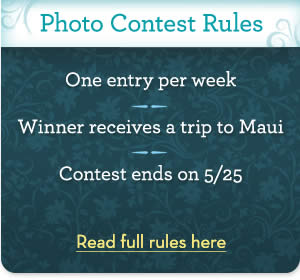 Photo Contest Rules
One entry per week
Winner receives a trip to Maui
Contest ends on 5/25
Read full rules here